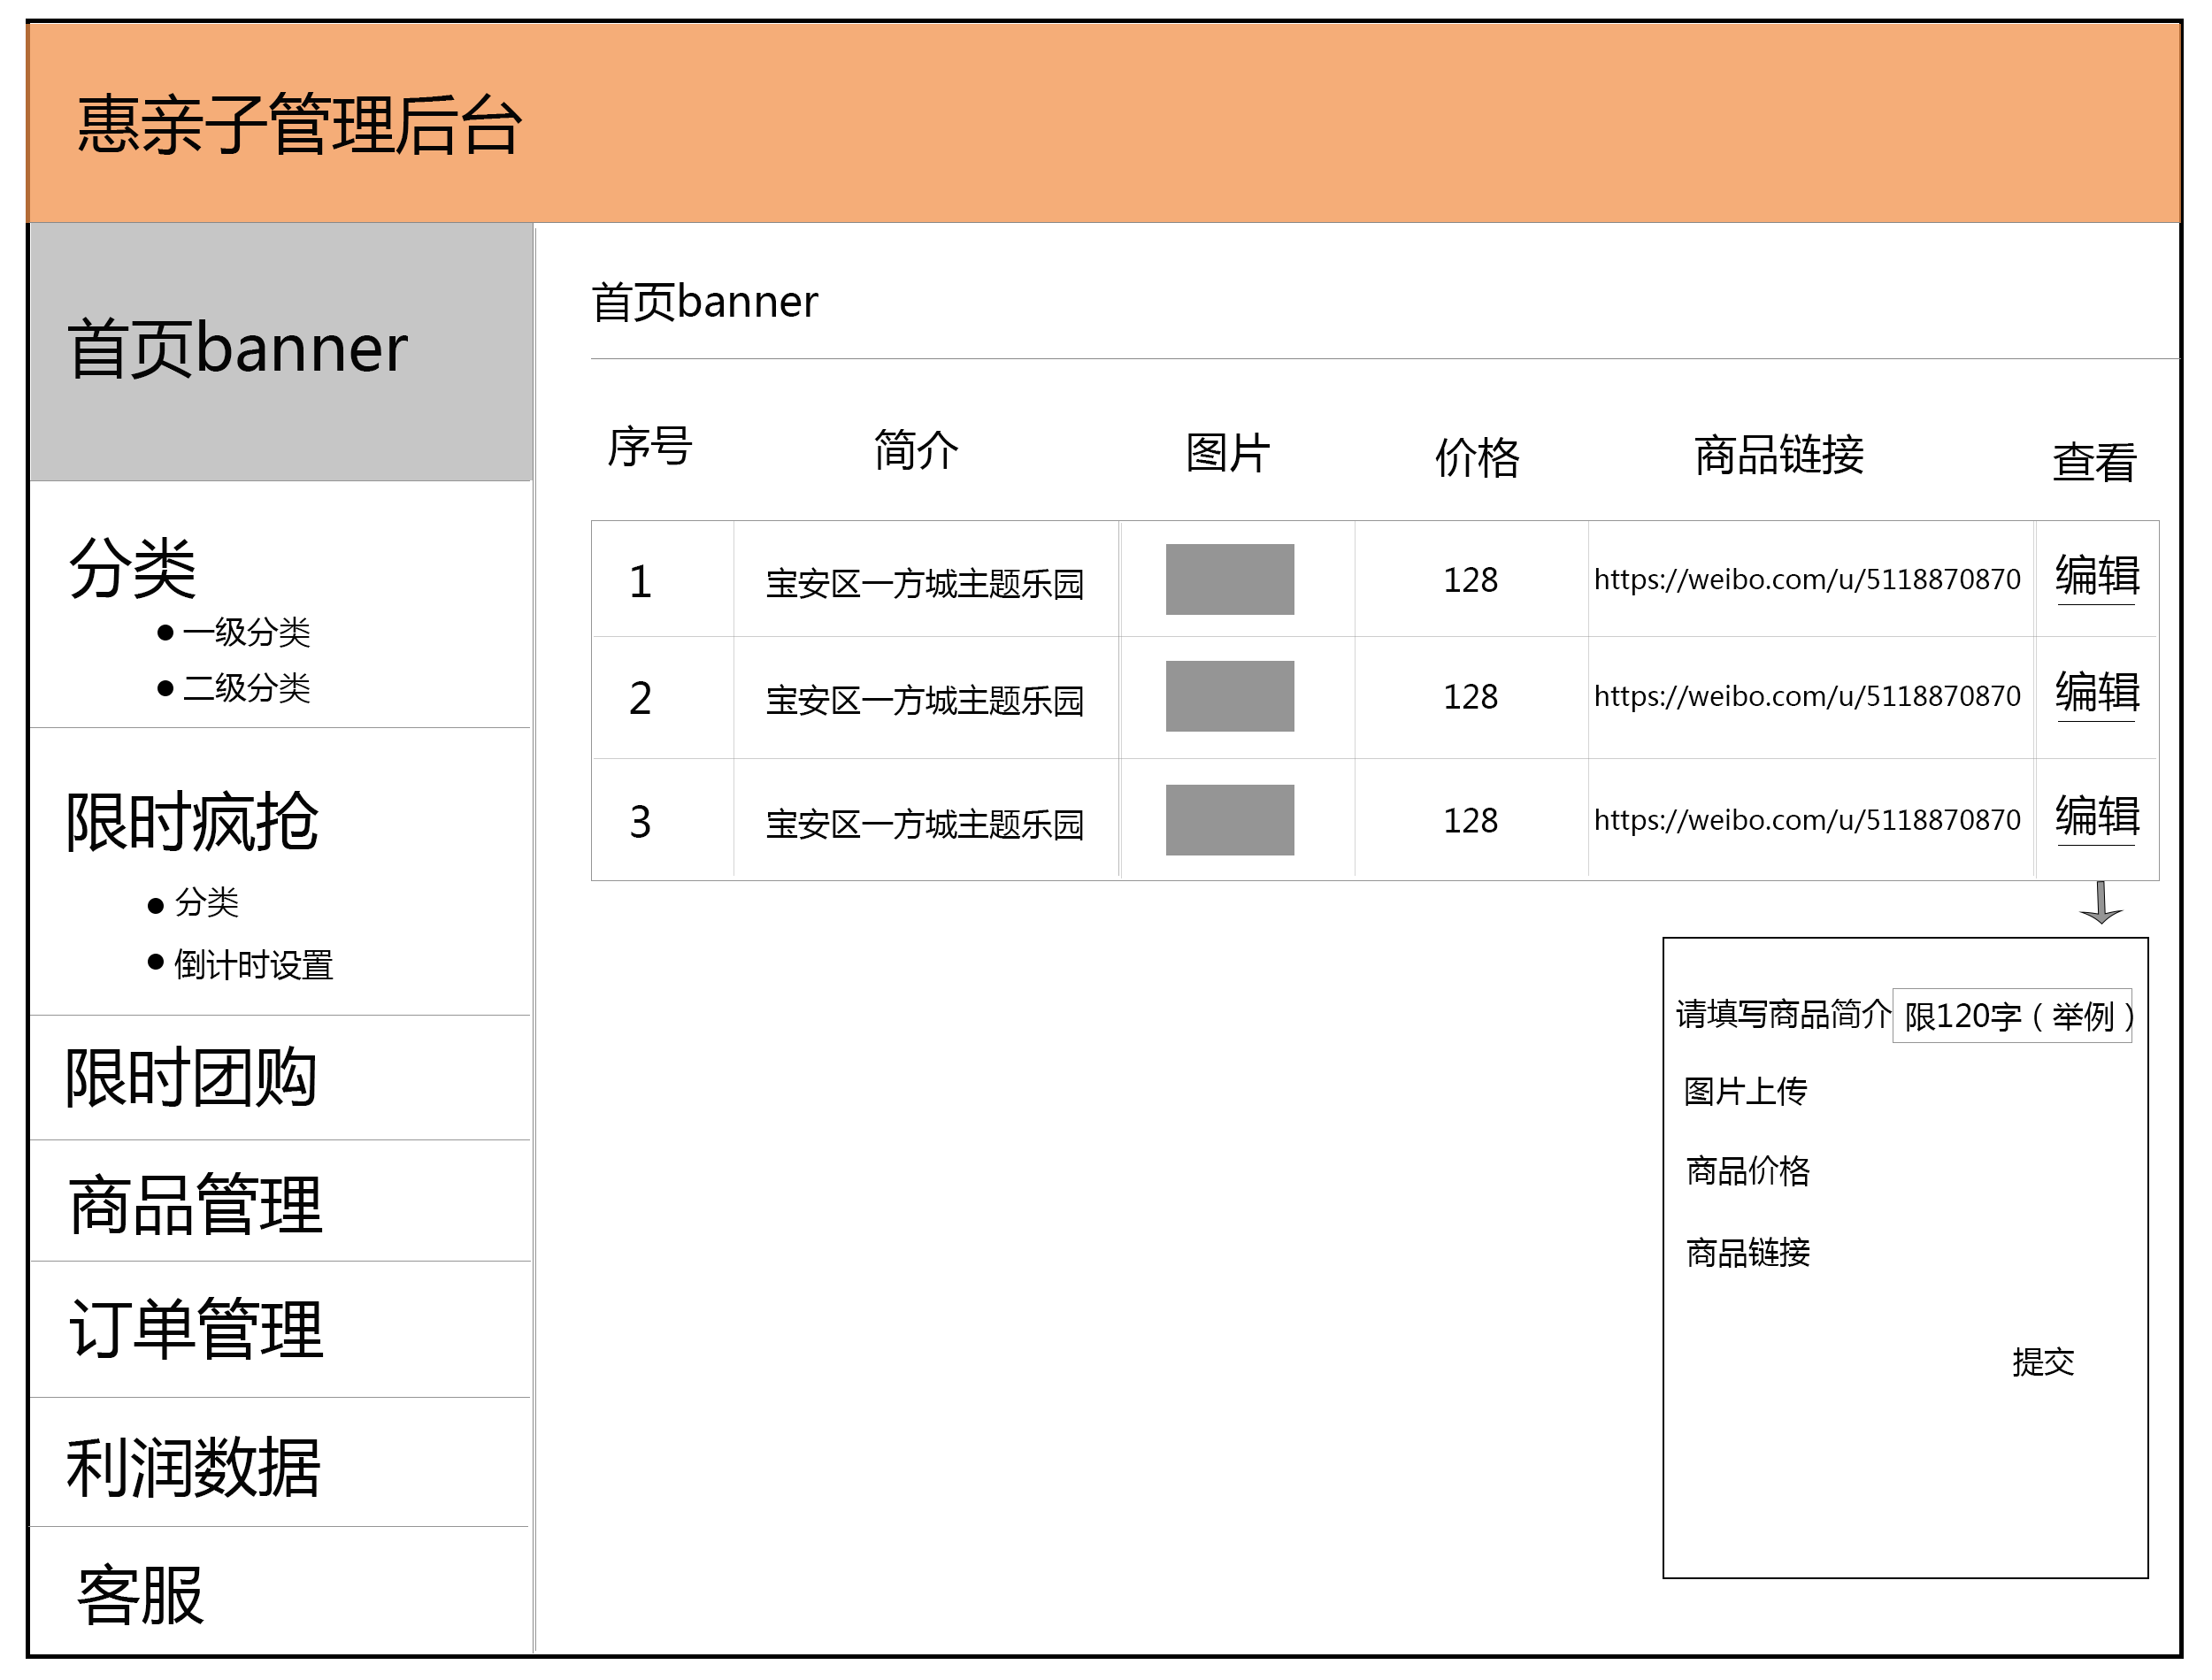 惠亲子管理后台
首页banner
分类
一级分类
二级分类
限时疯抢
分类
倒计时设置
限时团购
商品管理
订单管理
利润数据
客服
首页banner
序号 简介 图片 价格 商品链接 查看
1 宝安区一方城主题乐园 128 https://weibo.com/u/5118870870 编辑
2 宝安区一方城主题乐园 128 https://weibo.com/u/5118870870 编辑
3 宝安区一方城主题乐园 128 https://weibo.com/u/5118870870 编辑
请填写商品简介 限120字（举例）
图片上传
商品价格
商品链接
提交